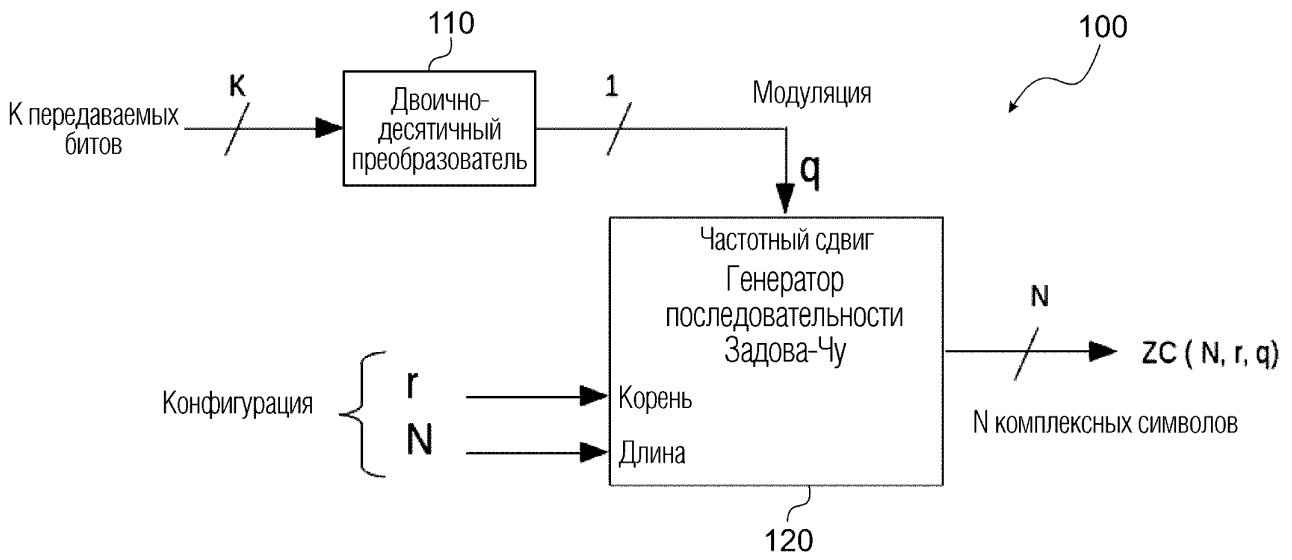 110
100
К передаваемых
битов
K
Двоично-
десятичный
преобразователь
1
Модуляция
q
Частотный сдвиг
Генератор
последовательности
Задова-Чу
Конфигурация
r
N
Корень
Длина
N
ZC ( N, r, q)
N комплексных символов
120